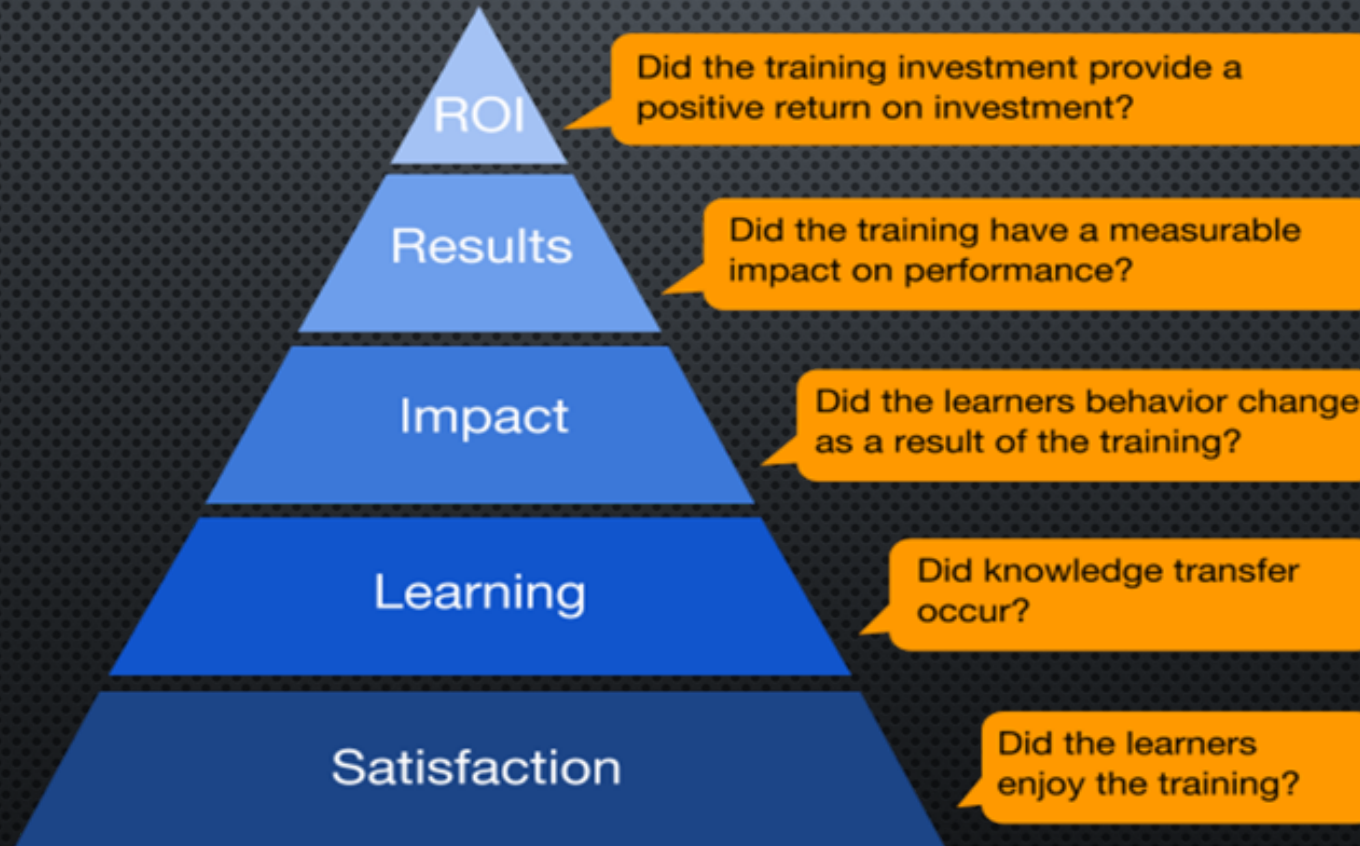 ROI
Did the training investment provide a
positive return on investment?
Results
Did the training have a measurable
impact on performance?
Impact
Did the learners behavior change
as a result of the training?
Learning
Did knowledge transfer
occur?
Satisfaction
Did the learners
enjoy the training?